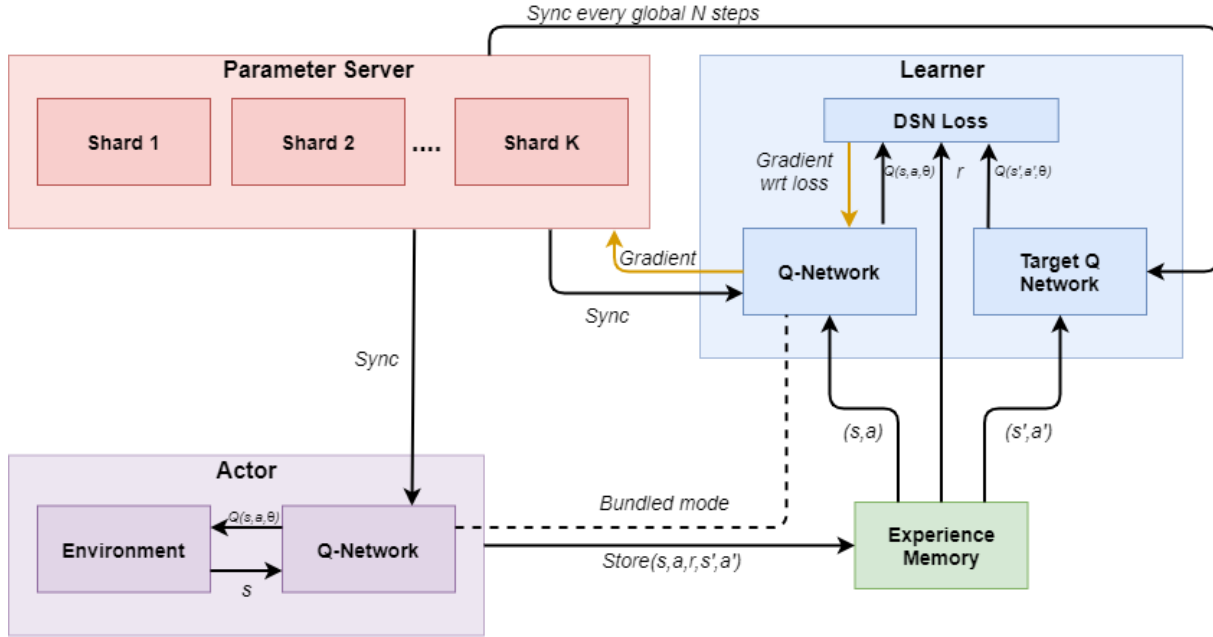 Sync every global N steps
Parameter Server
Shard 1
Shard 2
....
Shard K
Learner
DSN Loss
Gradient
wrt loss
Q(s,a,θ)
r
Q(s',a',θ)
Q-Network
Target Q
Network
Gradient
Sync
Sync
(s,a)
(s',a')
Actor
Environment
Q(s,a,θ)
s
Q-Network
Bundled mode
Store(s,a,r,s',a')
Experience
Memory